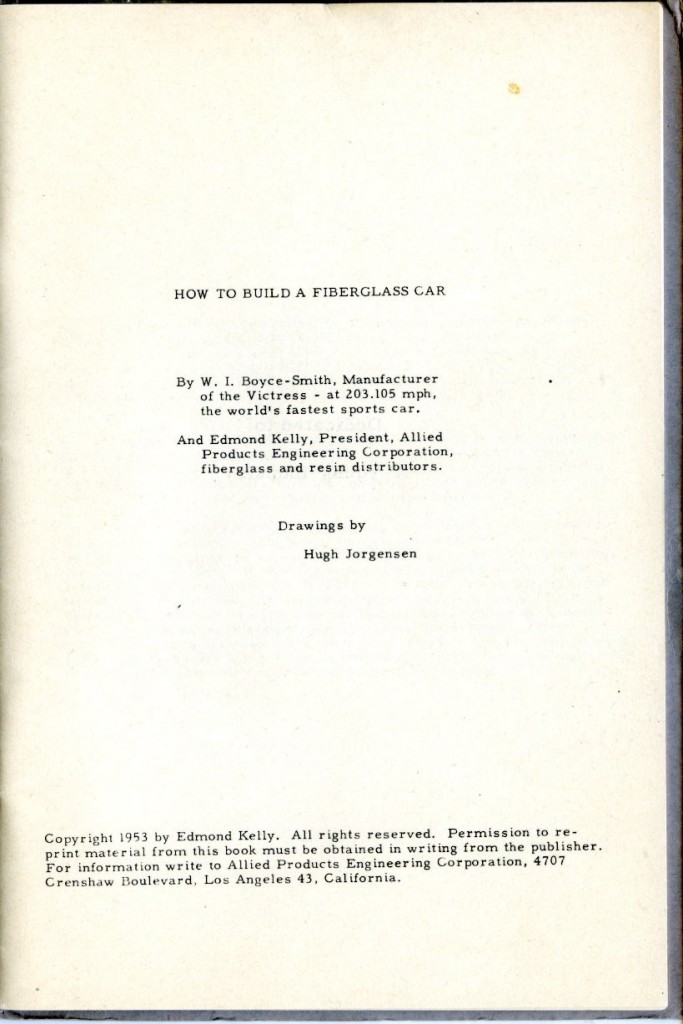 HOW TO BUILD A FIBERGLASS CAR
By W. I. Boyce-Smith, Manufacturer
of the Victress - at 203.105 mph,
the world's fastest sports car.
And Edmond Kelly, President, Allied
Products Engineering Corporation,
fiberglass and resin distributors.
Drawings by
Hugh Jorgensen
Copyright 1953 by Edmond Kelly. All rights reserved. Permission to re-
print material from this book must be obtained in writing from the publisher.
For information write to Allied Products Engineering Corporation, 4707
Crenshaw Boulevard, Los Angeles 43, California.